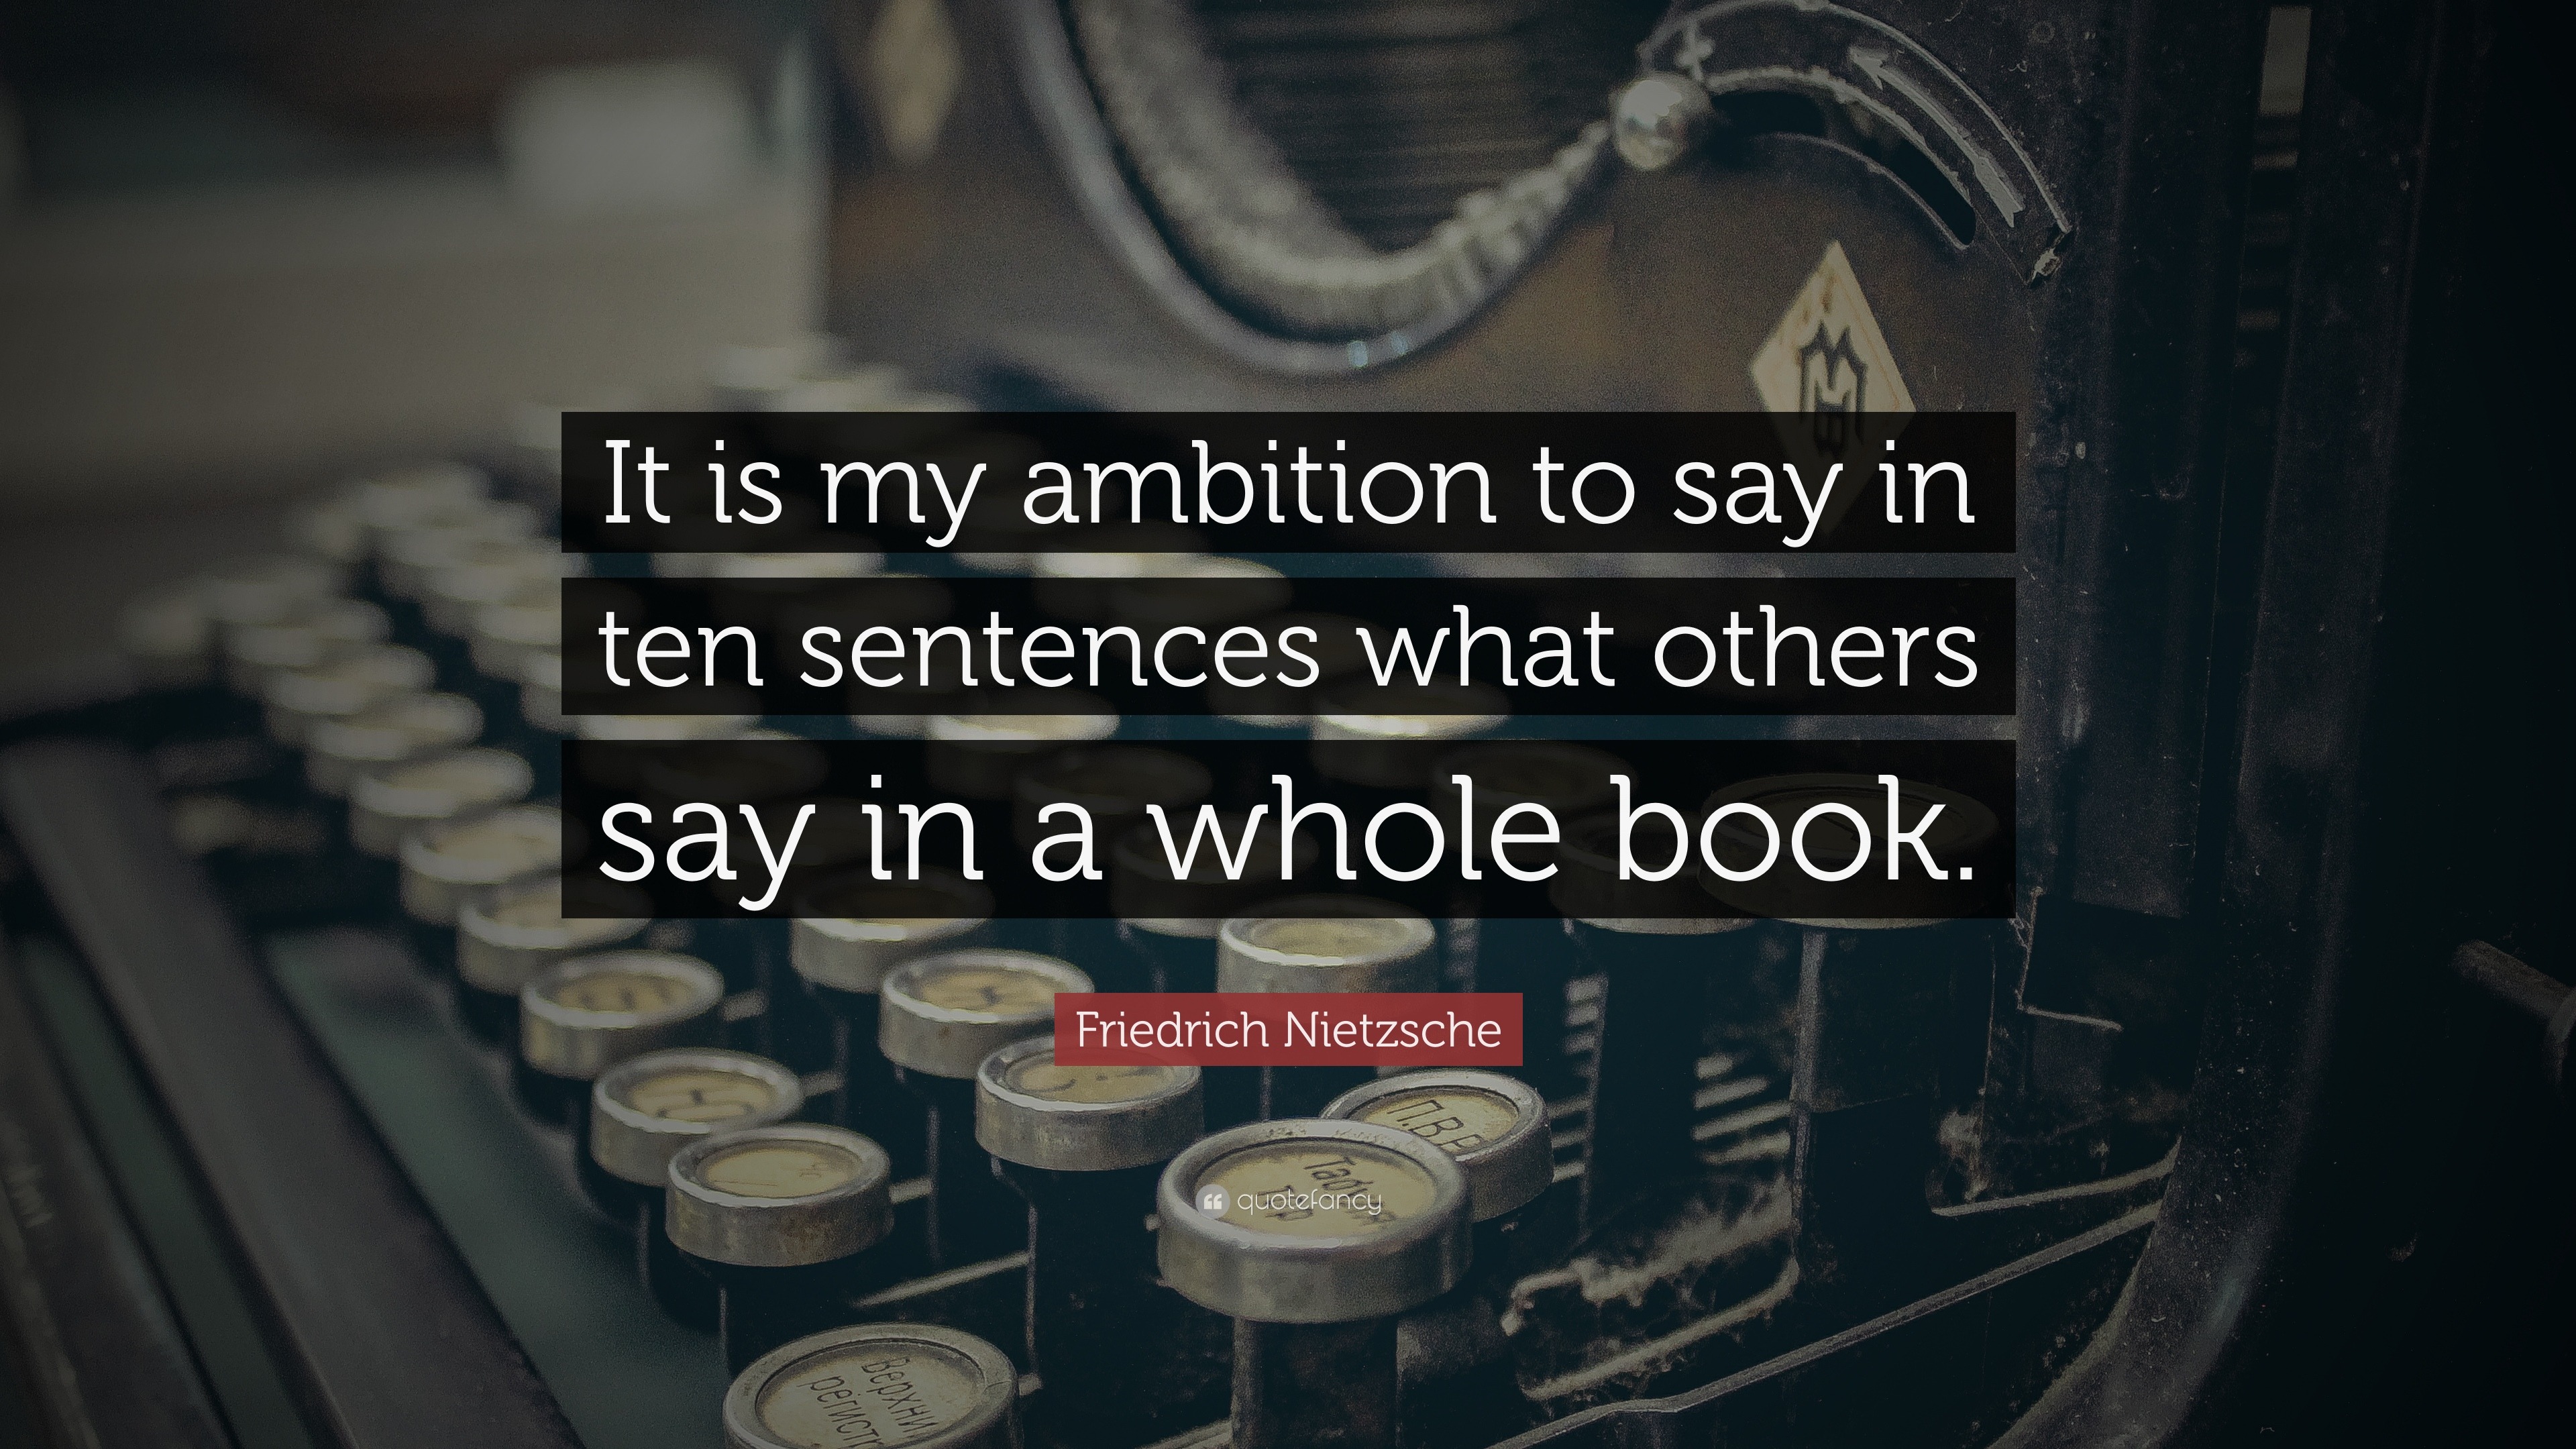 It is my ambition to say in
ten sentences what others
say in a whole book.
Friedrich Nietzsche
Ю
quotefancy